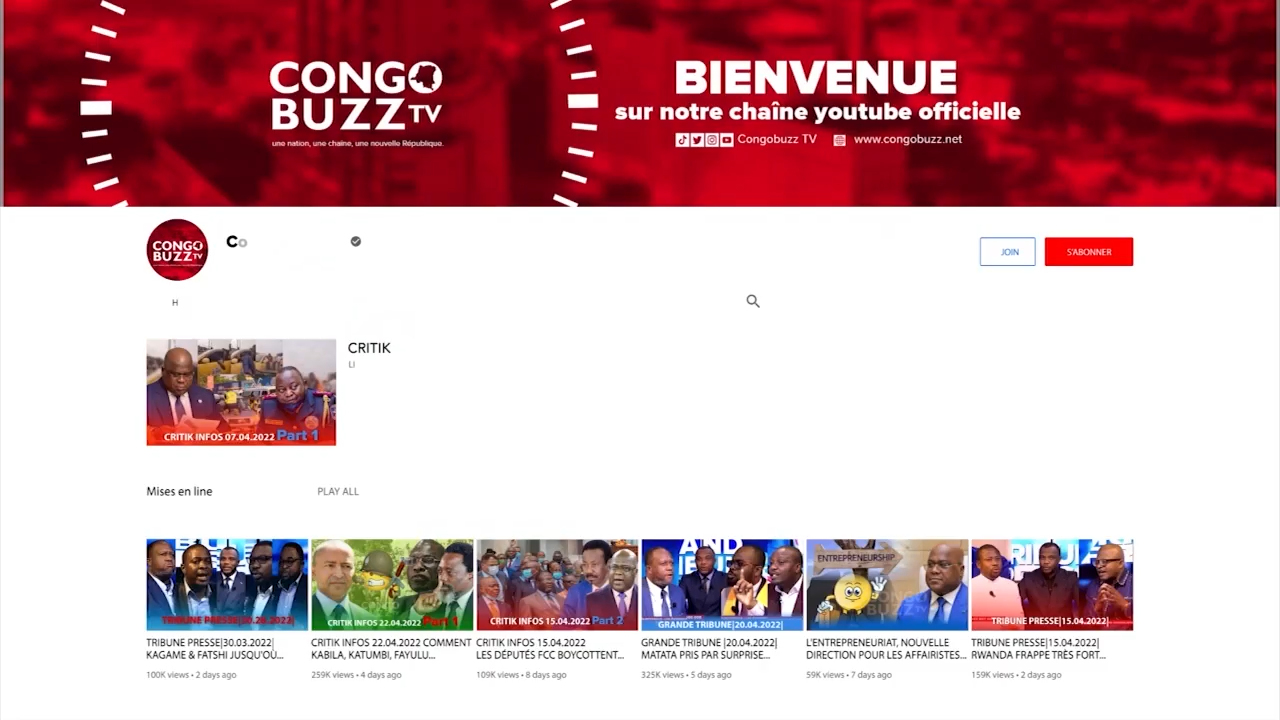 CONGO
BUZZ TV
une nation, une chaine, une nouvelle République.
BIENVENUE
sur notre chaîne youtube officielle
Congobuzz TV www.congobuzz.net
CONGO
BUZZ TV
Co
JOIN
S'ABONNER
H
CRITIK INFOS 07.04.2022 Part 1
CRITIK
LI
Mises en line
PLAY ALL
TRIBUNE PRESSE|30.03.2022|
KAGAME & FATSHI JUSQU'OÙ...
100K views • 2 days ago
CRITIK INFOS 22.04.2022 Part 1
CRITIK INFOS 22.04.2022 COMMENT
KABILA, KATUMBI, FAYULU...
259K views • 4 days ago
CRITIK INFOS 15.04.2022 Part 2
CRITIK INFOS 15.04.2022
LES DÉPUTÉS FCC BOYCOTTENT...
109K views • 8 days ago
GRANDE TRIBUNE|20.04.2022|
GRANDE TRIBUNE |20.04.2022|
MATATA PRIS PAR SURPRISE...
325K views • 5 days ago
ENTREPRENEURSHIP
CONGO
BUZZ
L'ENTREPRENEURIAT, NOUVELLE
DIRECTION POUR LES AFFAIRISTES...
59K views • 7 days ago
TRIBUNE PRESSE|15.04.2022|
TRIBUNE PRESSE|15.04.2022|
RWANDA FRAPPE TRÈS FORT...
159K views • 2 days ago